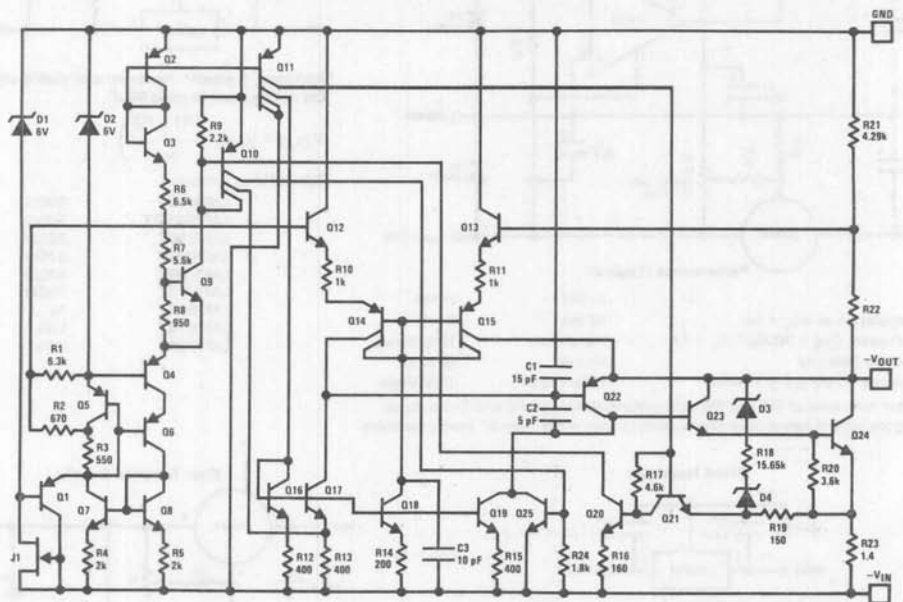 GND
Q2
Q11
D1
6V
D2
6V
R9
2.2k
R21
4.29k
Q3
Q10
R6
6.5k
Q12
Q13
R7
5.6k
R10
1k
R11
1k
Q9
R8
950
R22
Q14
Q15
R1
6.3k
Q4
C1
15 pF
Q22
-VOUT
Q5
R2
670
Q6
C2
5 pF
Q23
D3
Q24
R3
550
R18
15.65k
R17
4.6k
R20
3.6k
Q1
Q7
Q8
Q16
Q17
Q18
Q19
Q25
Q20
Q21
D4
R19
150
J1
R4
2k
R5
2k
R12
400
R13
400
R14
200
C3
10 pF
R15
400
R24
1.8k
R16
160
R23
1.4
-VIN